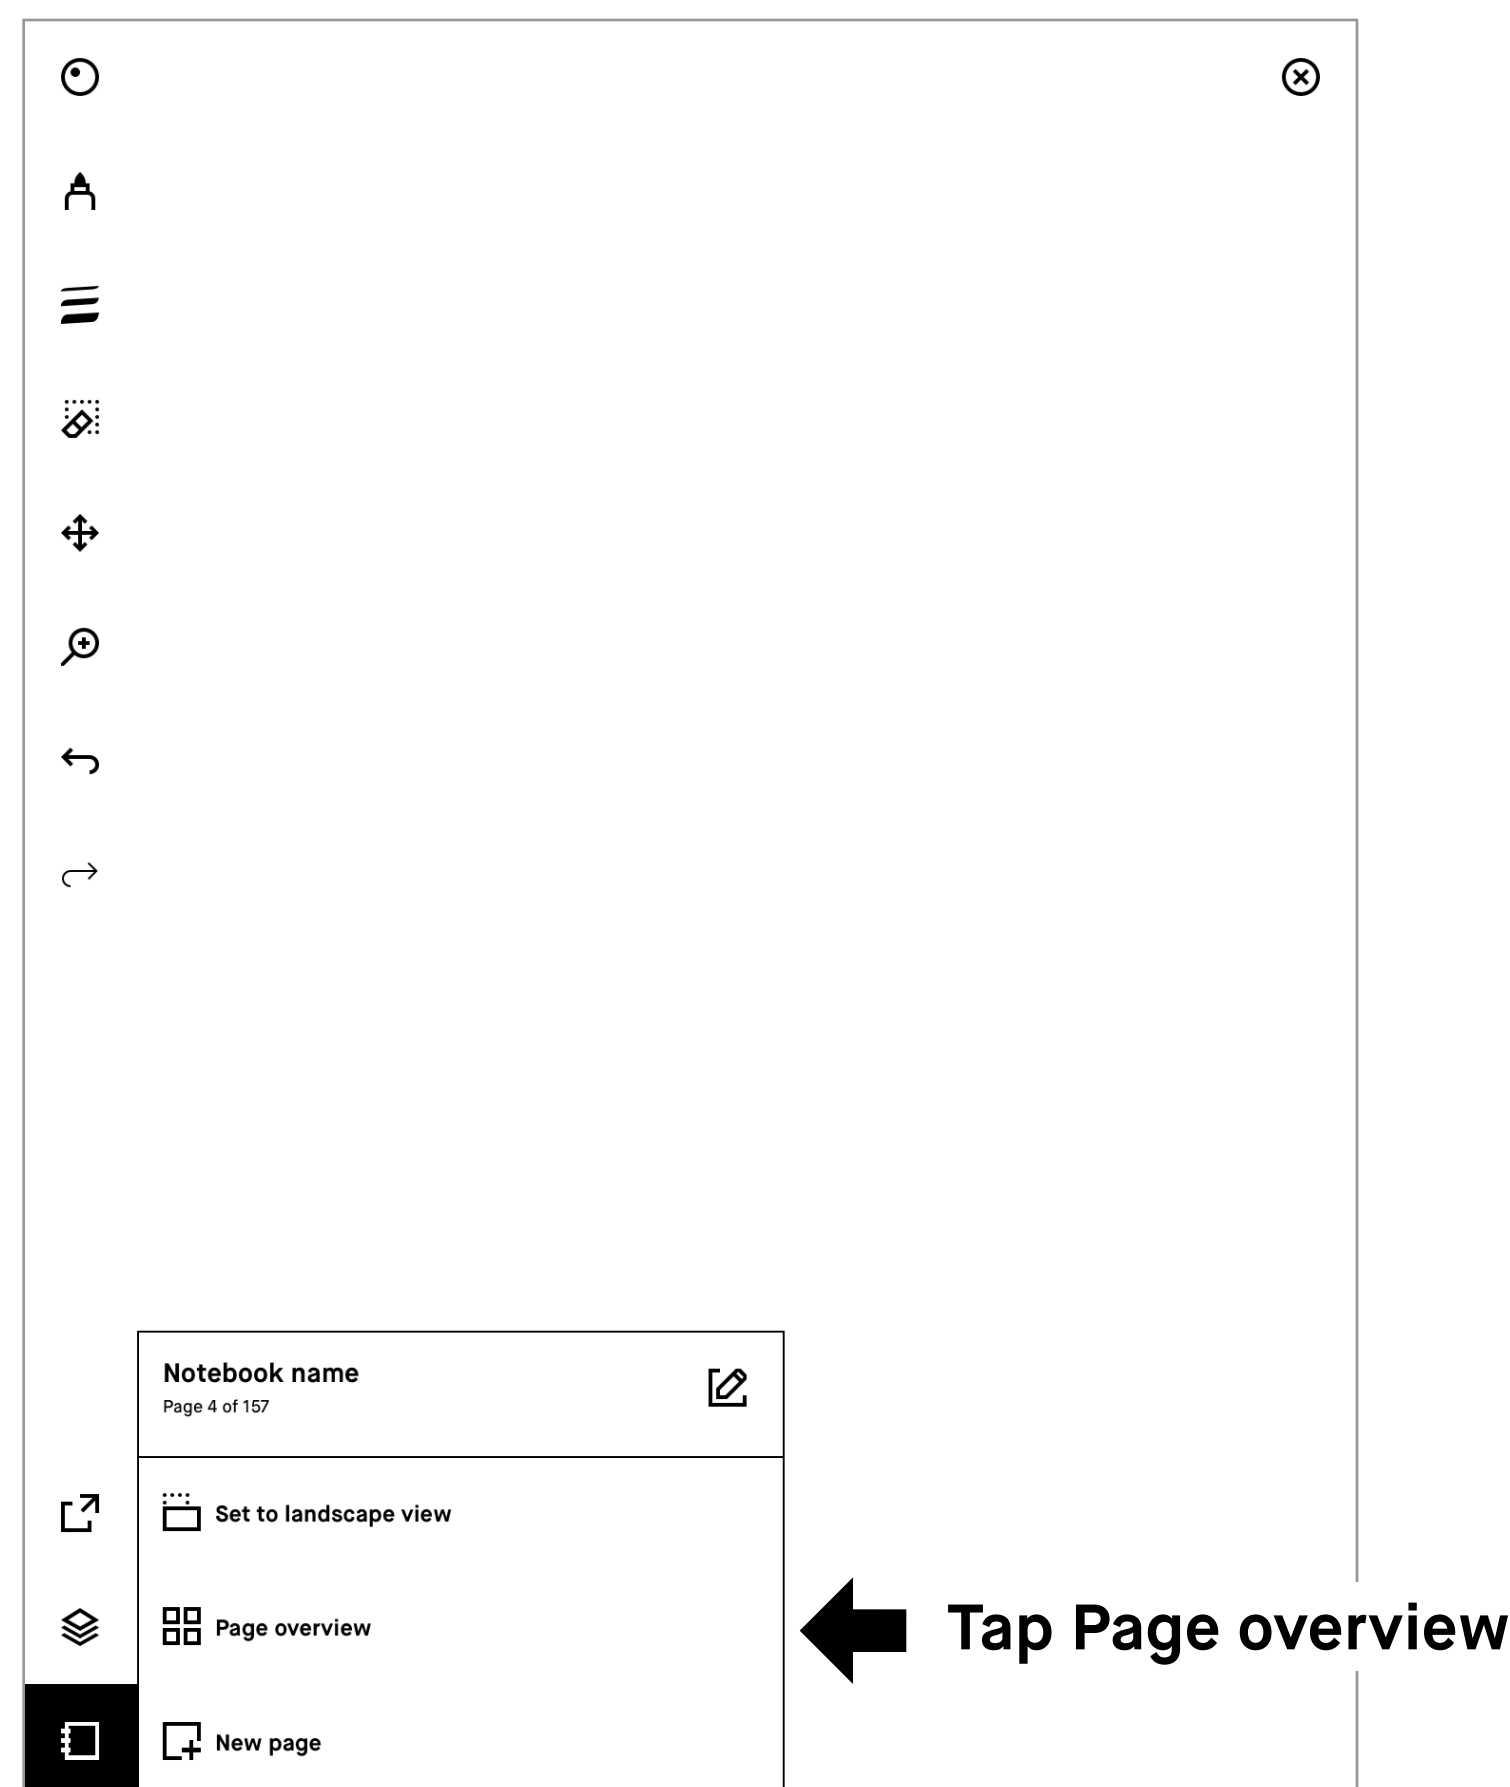 Notebook name
Page 4 of 157
Set to landscape view
Page overview
Tap Page overview
New page